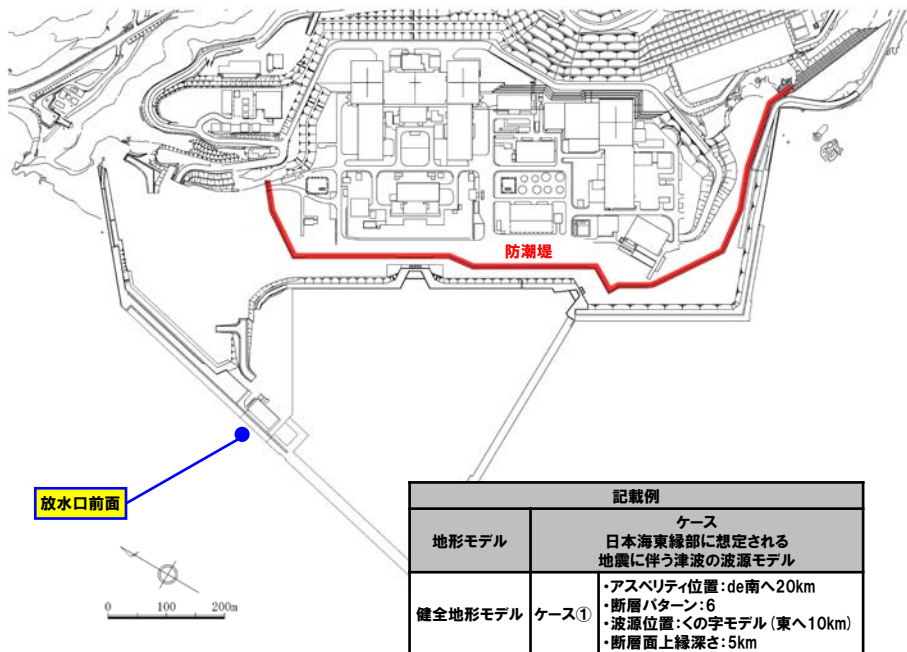 防潮堤
放水口前面
0 100 200m
記載例
地形モデル
ケース
日本海東縁部に想定される
地震に伴う津波の波源モデル
健全地形モデル
ケース①
・アスペリティ位置:de南へ20km
・断層パターン:6
・波源位置:くの字モデル(東へ10km)
・断層面上縁深さ:5km